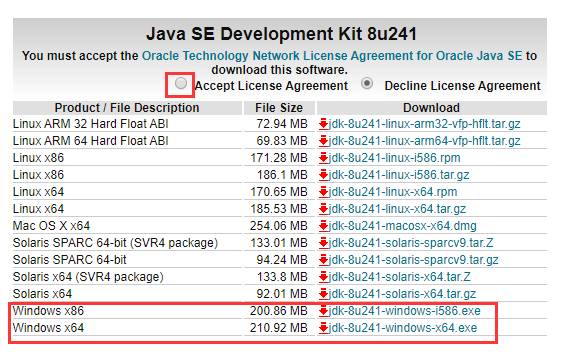 Java SE Development Kit 8u241
You must accept the Oracle Technology Network License Agreement for Oracle Java SE to
download this software.
Accept License Agreement Decline License Agreement
Product / File Description File Size Download
Linux ARM 32 Hard Float ABI 72.94 MB jdk-8u241-linux-arm32-vfp-hflt.tar.gz
Linux ARM 64 Hard Float ABI 69.83 MB jdk-8u241-linux-arm64-vfp-hflt.tar.gz
Linux x86 171.28 MB jdk-8u241-linux-i586.rpm
Linux x86 186.1 MB jdk-8u241-linux-i586.tar.gz
Linux x64 170.65 MB jdk-8u241-linux-x64.rpm
Linux x64 185.53 MB jdk-8u241-linux-x64.tar.gz
Mac OS X x64 254.06 MB jdk-8u241-macosx-x64.dmg
Solaris SPARC 64-bit (SVR4 package) 133.01 MB jdk-8u241-solaris-sparcv9.tar.Z
Solaris SPARC 64-bit 94.24 MB jdk-8u241-solaris-sparcv9.tar.gz
Solaris x64 (SVR4 package) 133.8 MB jdk-8u241-solaris-x64.tar.Z
Solaris x64 92.01 MB jdk-8u241-solaris-x64.tar.gz
Windows x86 200.86 MB jdk-8u241-windows-i586.exe
Windows x64 210.92 MB jdk-8u241-windows-x64.exe